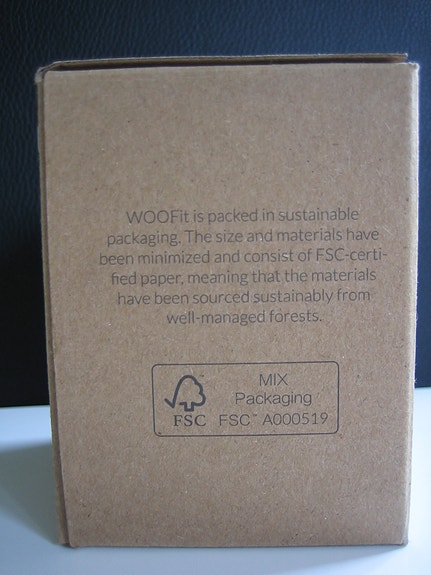 WOOFit is packed in sustainable
packaging. The size and materials have
been minimized and consist of FSC-certi-
fied paper, meaning that the materials
have been sourced sustainably from
well-managed forests.
MIX
Packaging
FSC FSC™ A000519